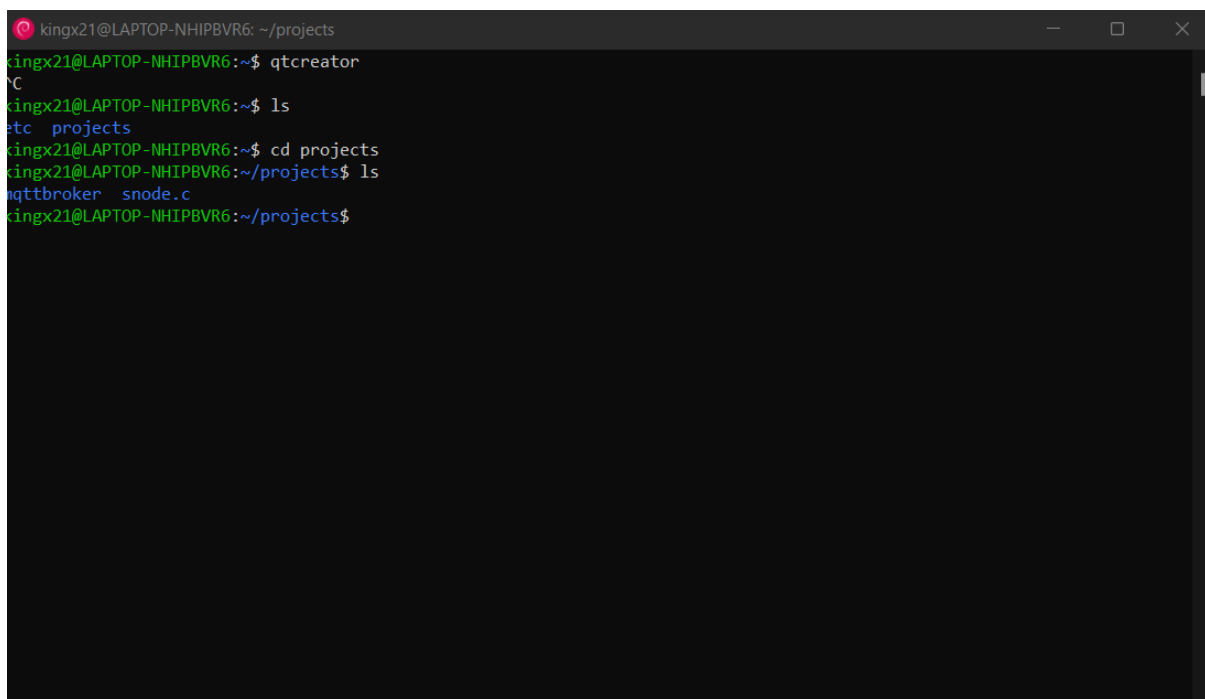 kingx21@LAPTOP-NHIPBVR6: ~/projects
kingx21@LAPTOP-NHIPBVR6:~$ qtcreator
^C
kingx21@LAPTOP-NHIPBVR6:~$ ls
etc  projects
kingx21@LAPTOP-NHIPBVR6:~$ cd projects
kingx21@LAPTOP-NHIPBVR6:~/projects$ ls
mqttbroker  snode.c
kingx21@LAPTOP-NHIPBVR6:~/projects$